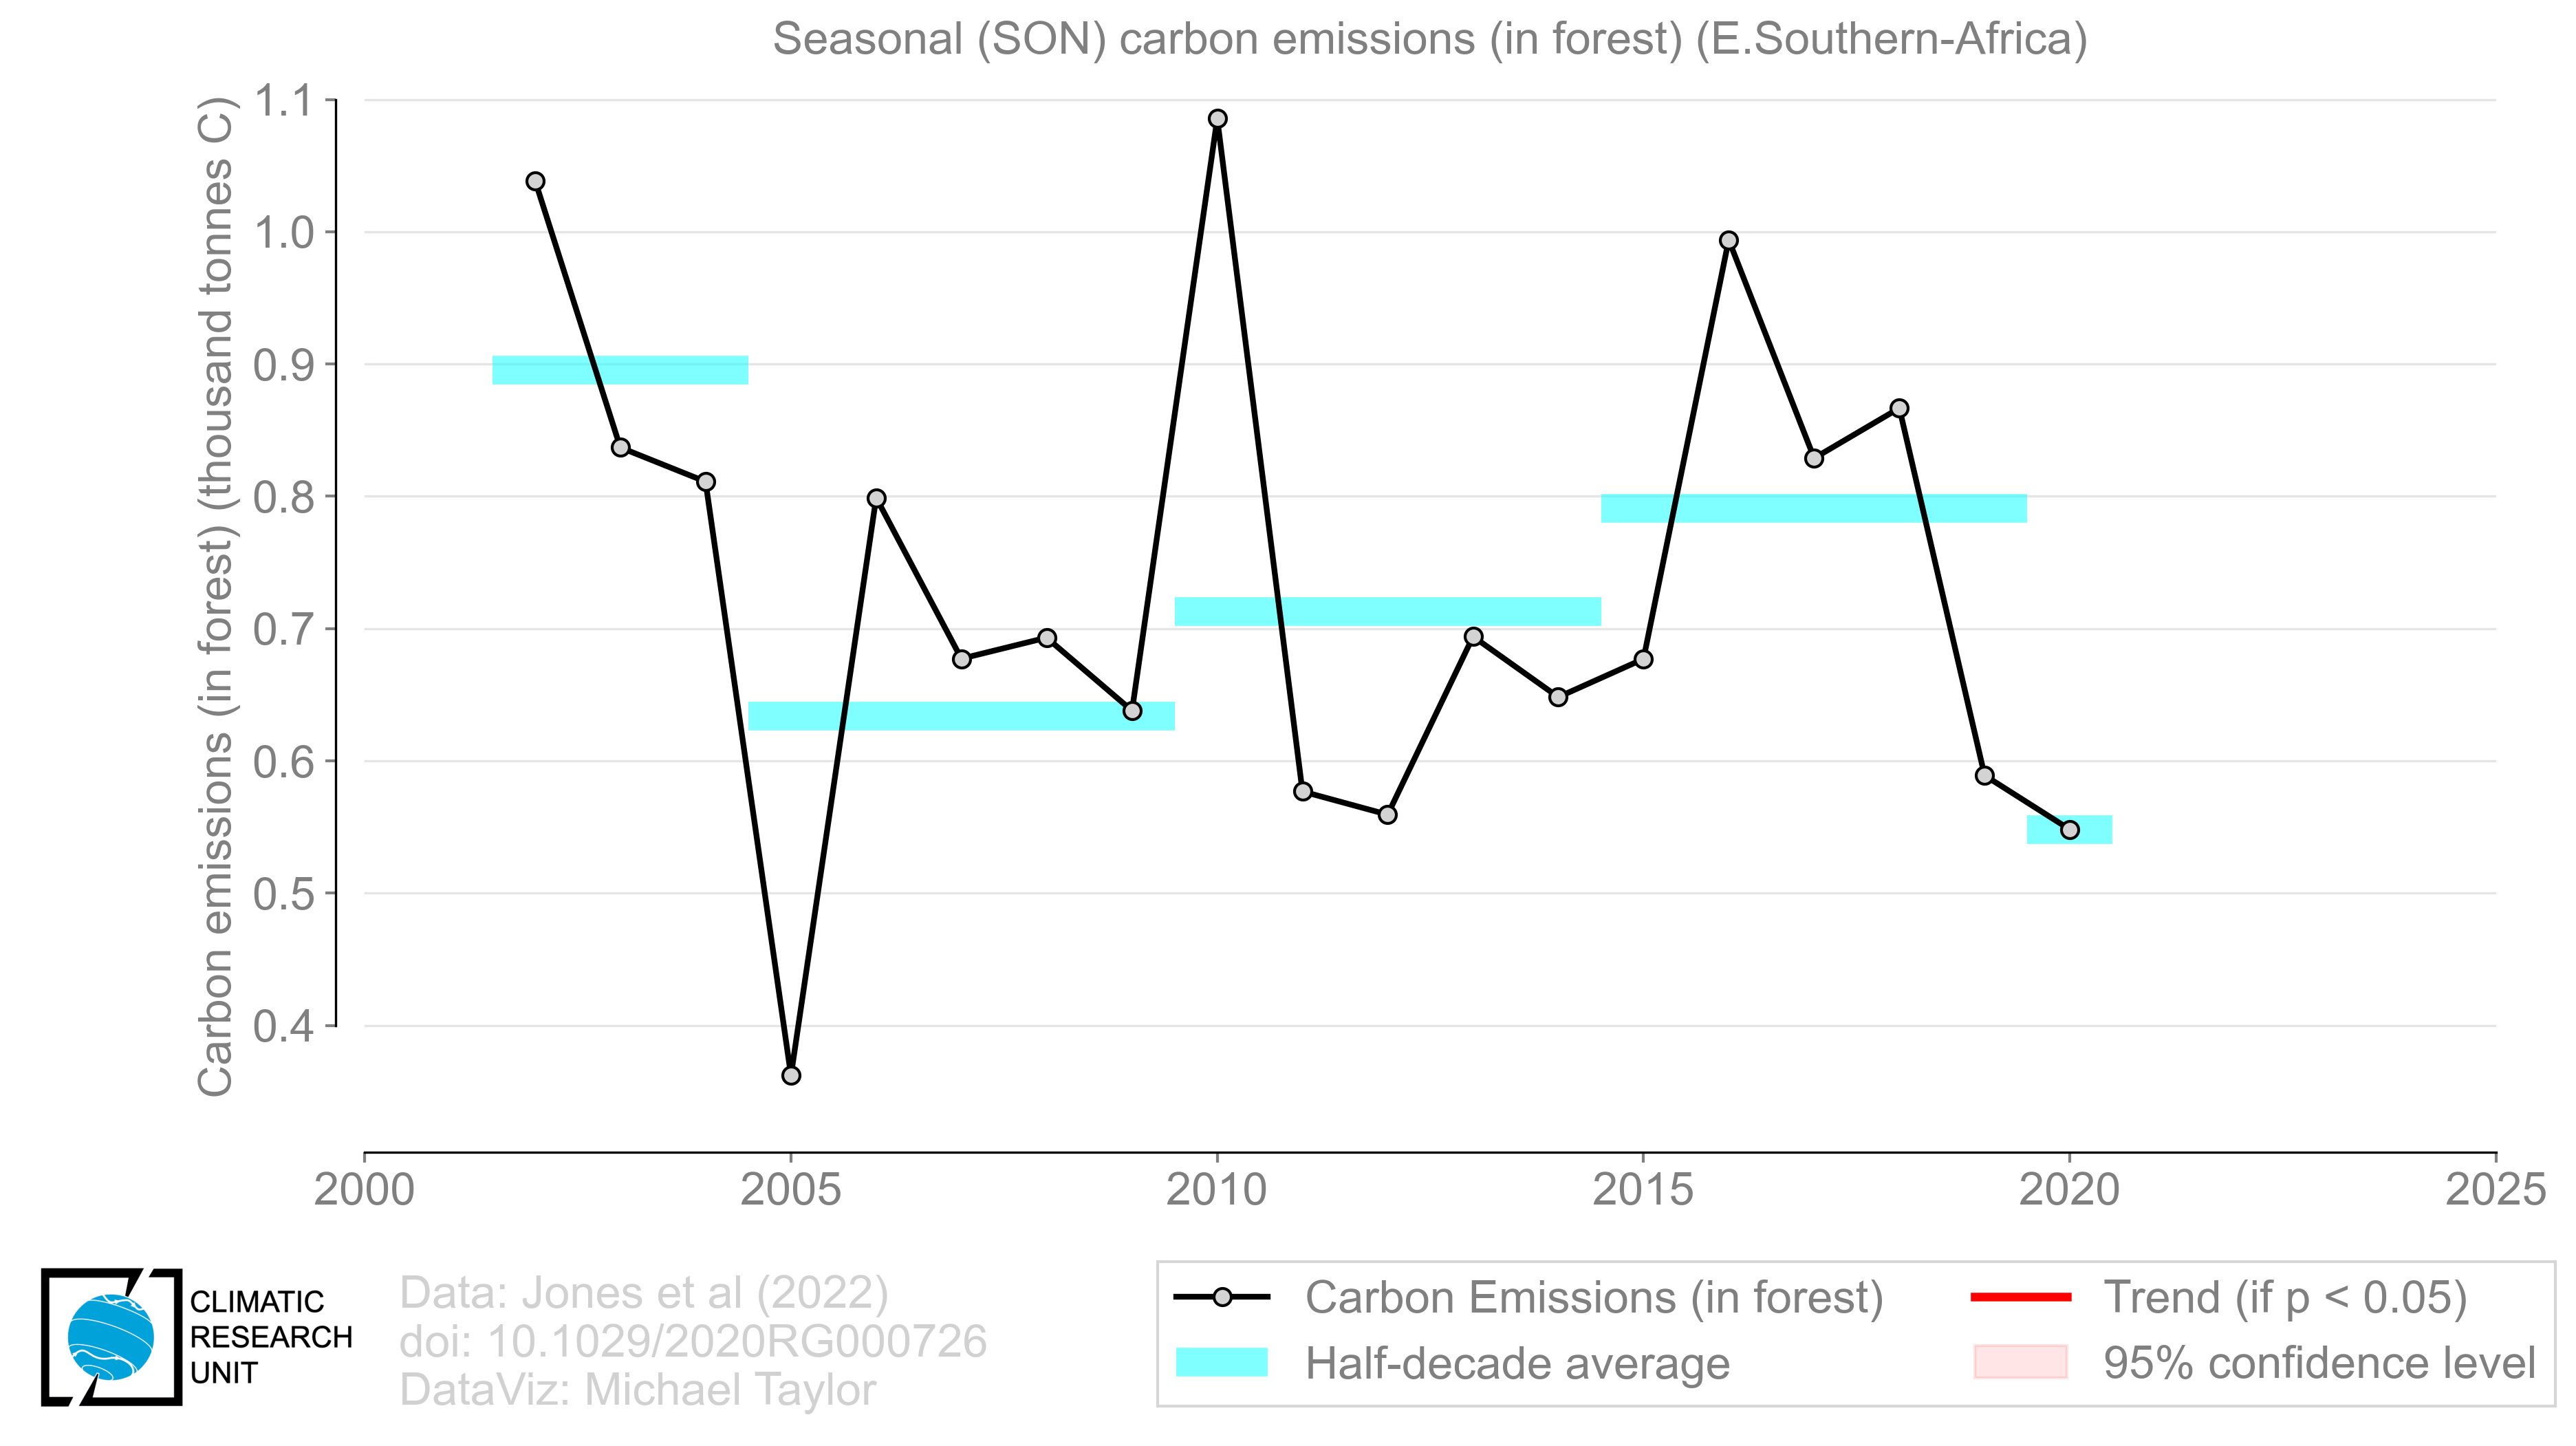 Seasonal (SON) carbon emissions (in forest) (E.Southern-Africa)
Carbon emissions (in forest) (thousand tonnes C)
1.1
1.0
0.9
0.8
0.7
0.6
0.5
0.4
2000 2005 2010 2015 2020 2025
CLIMATIC
RESEARCH
UNIT
Data: Jones et al (2022)
doi: 10.1029/2020RG000726
DataViz: Michael Taylor
Carbon Emissions (in forest)
Half-decade average
Trend (if p < 0.05)
95% confidence level